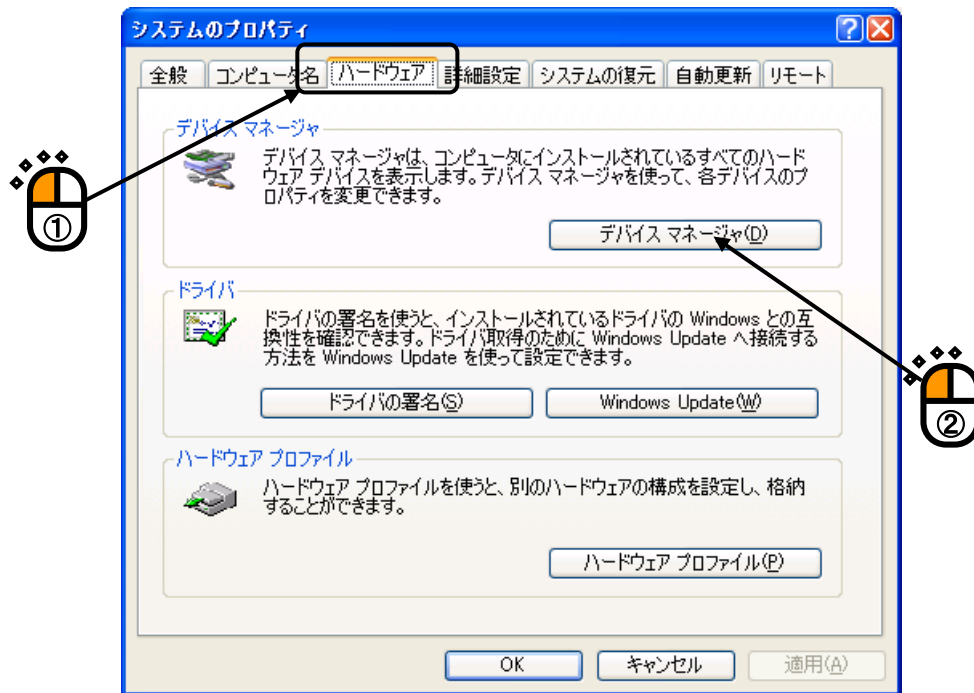 システムのプロパティ
全般 コンピュータ名 ハードウェア 詳細設定 システムの復元 自動更新 リモート
デバイス マネージャ
デバイス マネージャは、コンピュータにインストールされているすべてのハード
ウェア デバイスを表示します。デバイス マネージャを使って、各デバイスのプ
ロパティを変更できます。
①
デバイス マネージャ(D)
ドライバ
ドライバの署名を使うと、インストールされているドライバの Windows との互
換性を確認できます。ドライバ取得のために Windows Update へ接続する
方法を Windows Update を使って設定できます。
ドライバの署名(S) Windows Update(W)
②
ハードウェア プロファイル
ハードウェア プロファイルを使うと、別のハードウェアの構成を設定し、格納
することができます。
ハードウェア プロファイル(P)
OK キャンセル 適用(A)